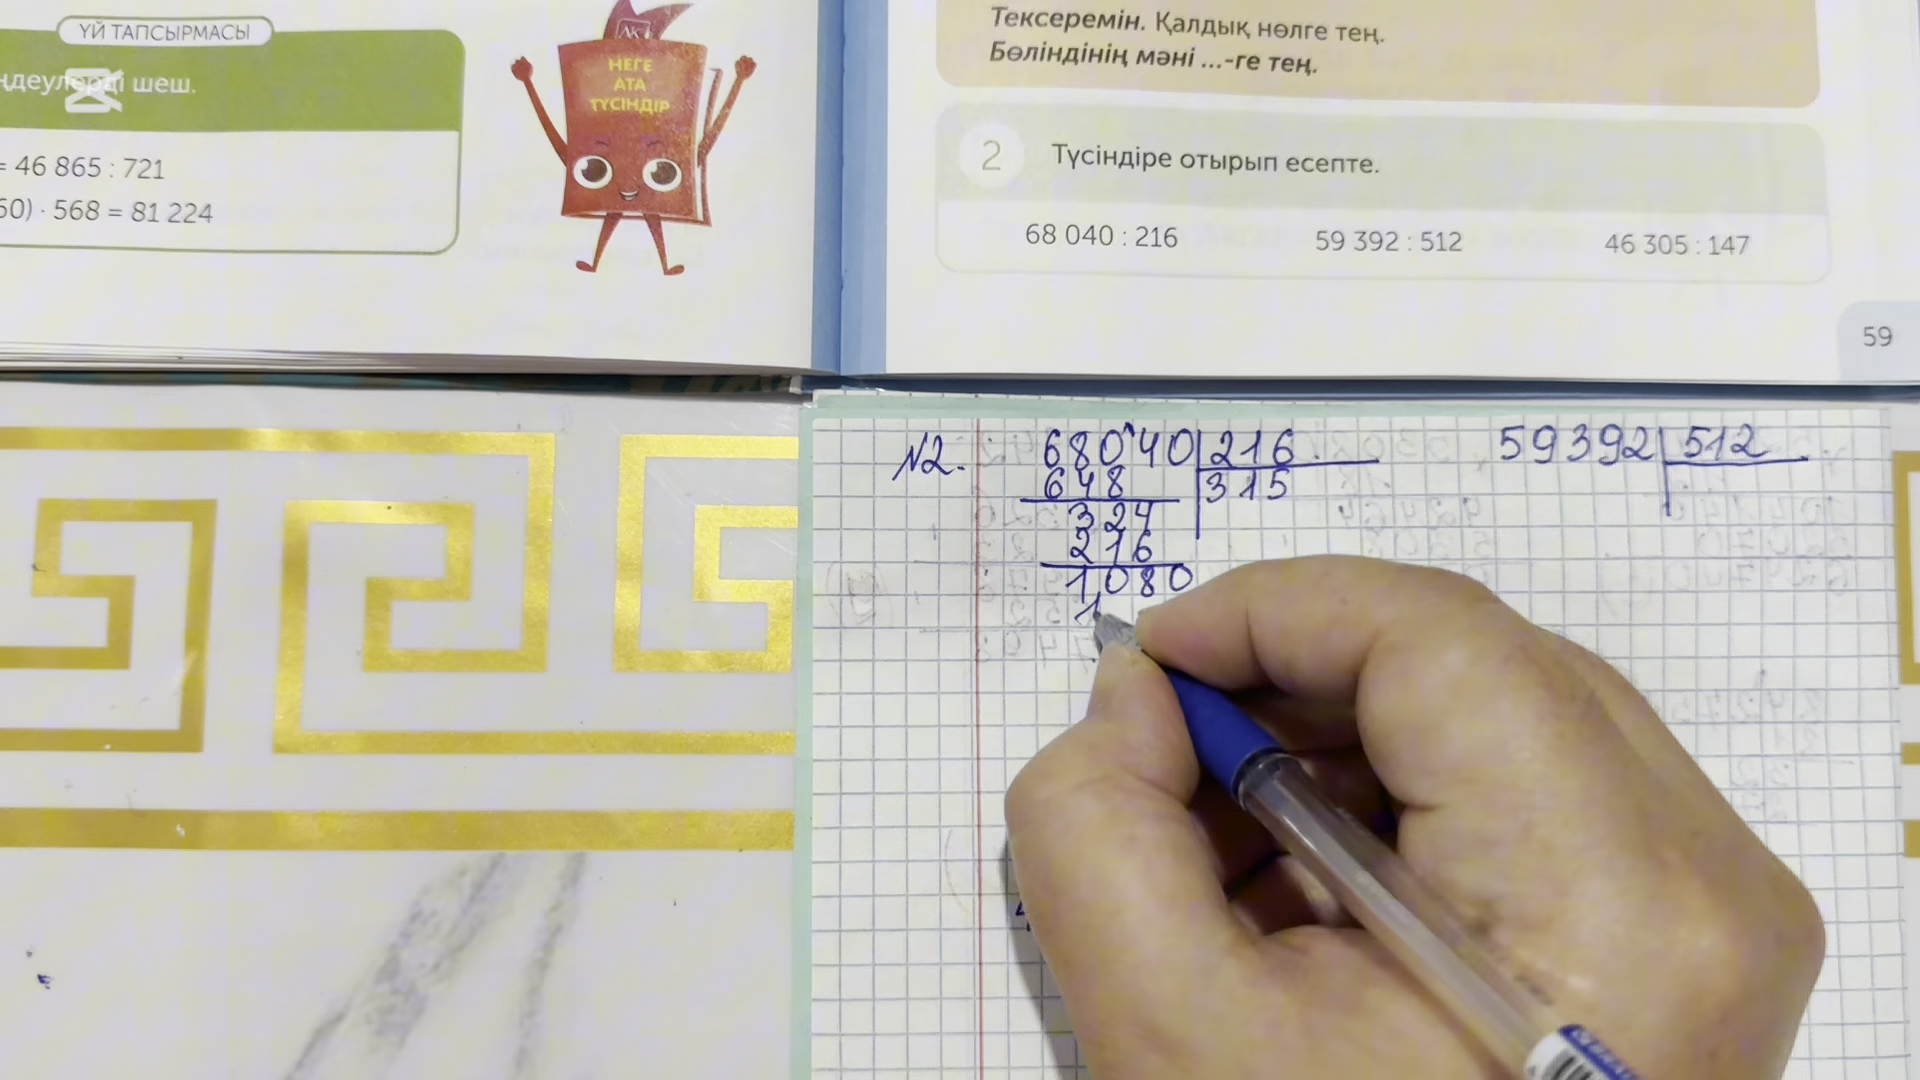 ҮЙ ТАПСЫРМАСЫ
шеш.
= 46 865 : 721
60) · 568 = 81 224
НЕГЕ
АТА
ТҮСІНДІР
Тексеремін. Қалдық нөлге тең.
Бөліндінің мәні ...-ге тең.
2 Түсіндіре отырып есепте.
68 040 : 216 59 392 : 512 46 305 : 147
59
№2. 68040 216
648 315
324
216
1080
1
59392 512